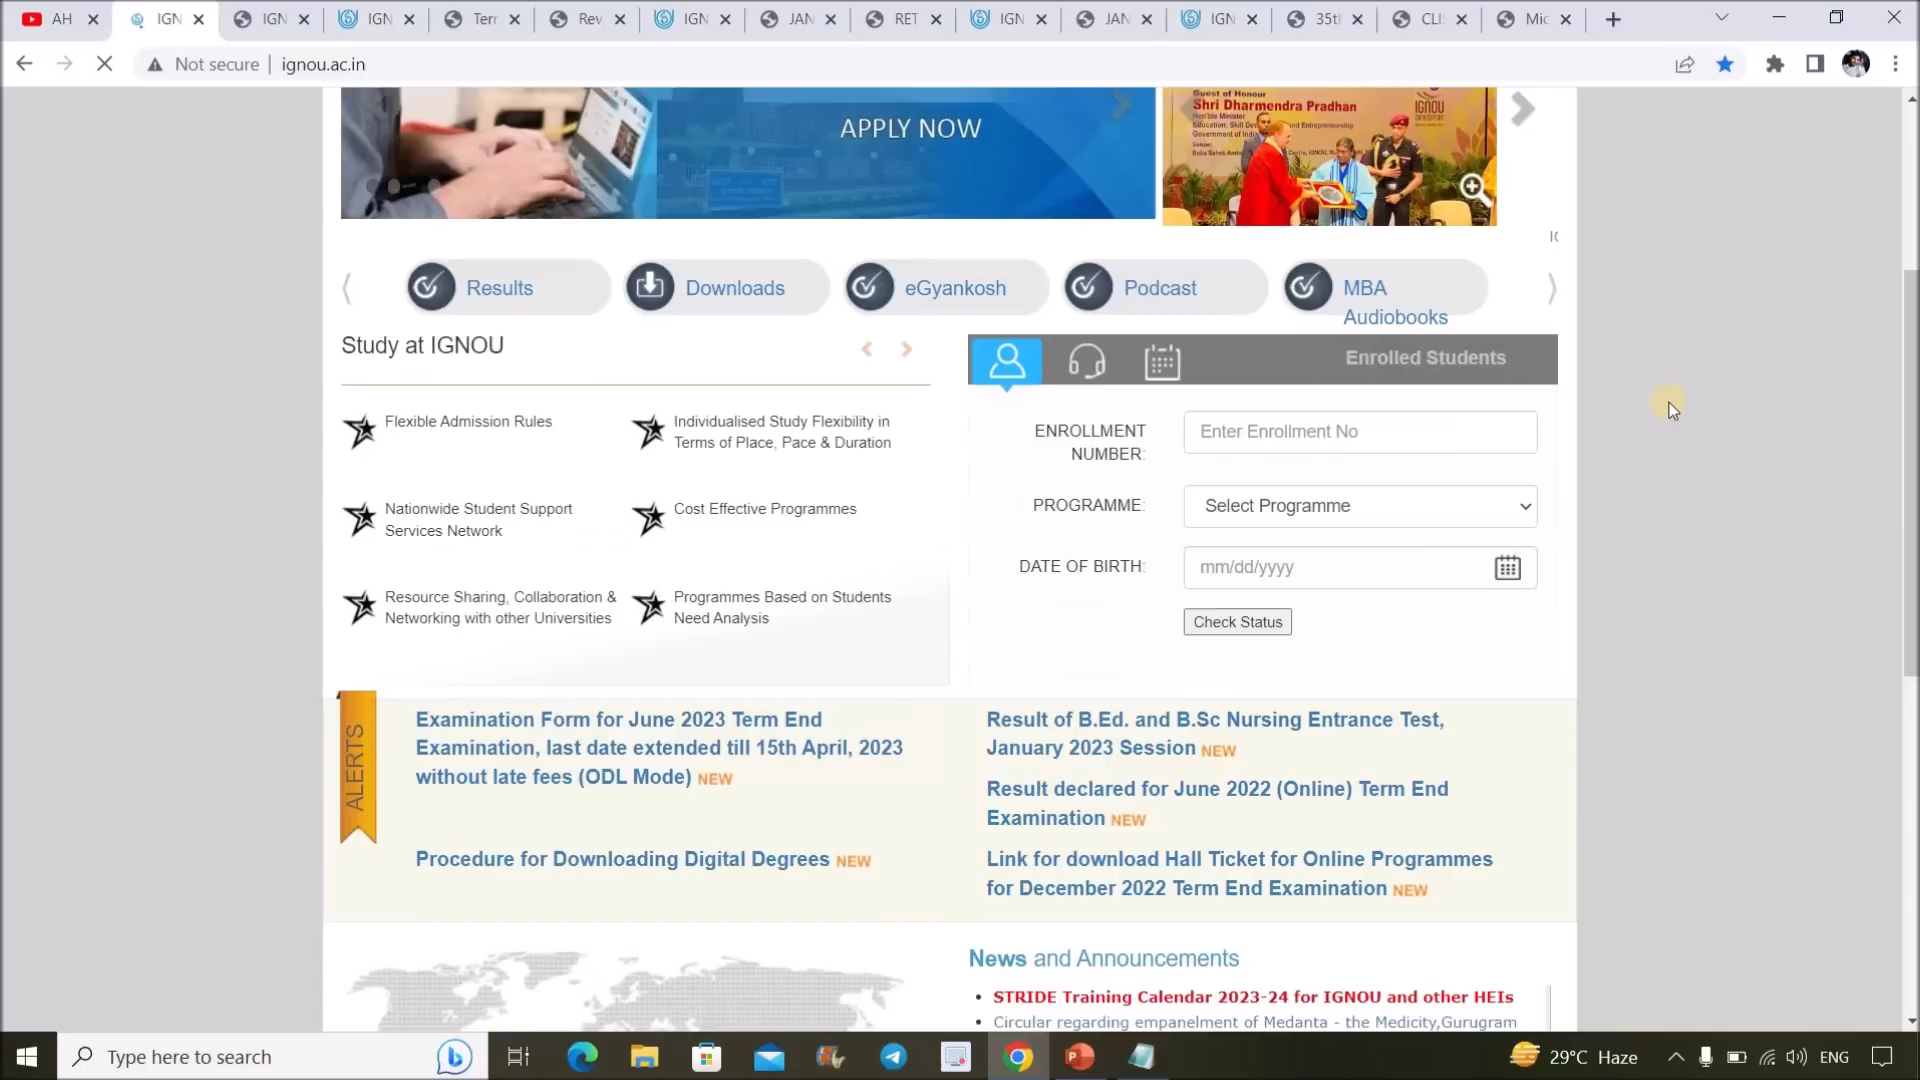 AH
IGN
IGN
IGN
Terr
Rev
IGN
JAN
RET
IGN
JAN
IGN
35tl
CLI
Mic
Not secure
ignou.ac.in
APPLY NOW
Guest of Honour
Shri Dharmendra Pradhan
Hon'ble Minister
IGNOU
Results
Downloads
eGyankosh
Podcast
MBA
Audiobooks
Study at IGNOU
Enrolled Students
Flexible Admission Rules
Individualised Study Flexibility in
Terms of Place, Pace & Duration
Nationwide Student Support
Services Network
Cost Effective Programmes
Resource Sharing, Collaboration &
Networking with other Universities
Programmes Based on Students
Need Analysis
ENROLLMENT
NUMBER:
Enter Enrollment No
PROGRAMME:
Select Programme
DATE OF BIRTH:
mm/dd/yyyy
Check Status
ALERTS
Examination Form for June 2023 Term End
Examination, last date extended till 15th April, 2023
without late fees (ODL Mode) NEW
Procedure for Downloading Digital Degrees NEW
Result of B.Ed. and B.Sc Nursing Entrance Test,
January 2023 Session NEW
Result declared for June 2022 (Online) Term End
Examination NEW
Link for download Hall Ticket for Online Programmes
for December 2022 Term End Examination NEW
News and Announcements
• STRIDE Training Calendar 2023-24 for IGNOU and other HEIs
• Circular regarding empanelment of Medanta - the Medicity,Gurugram
Type here to search
29°C Haze
ENG